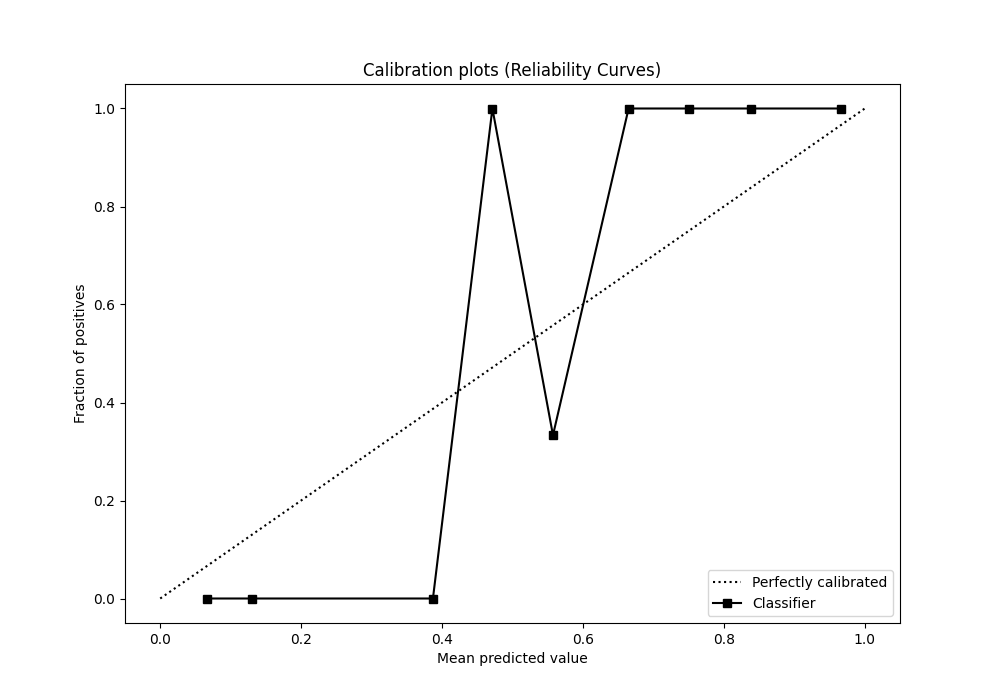 Calibration plots (Reliability Curves)
1.0
0.8
0.6
0.4
0.2
0.0
Fraction of positives
0.0 0.2 0.4 0.6 0.8 1.0
Mean predicted value
Perfectly calibrated
Classifier